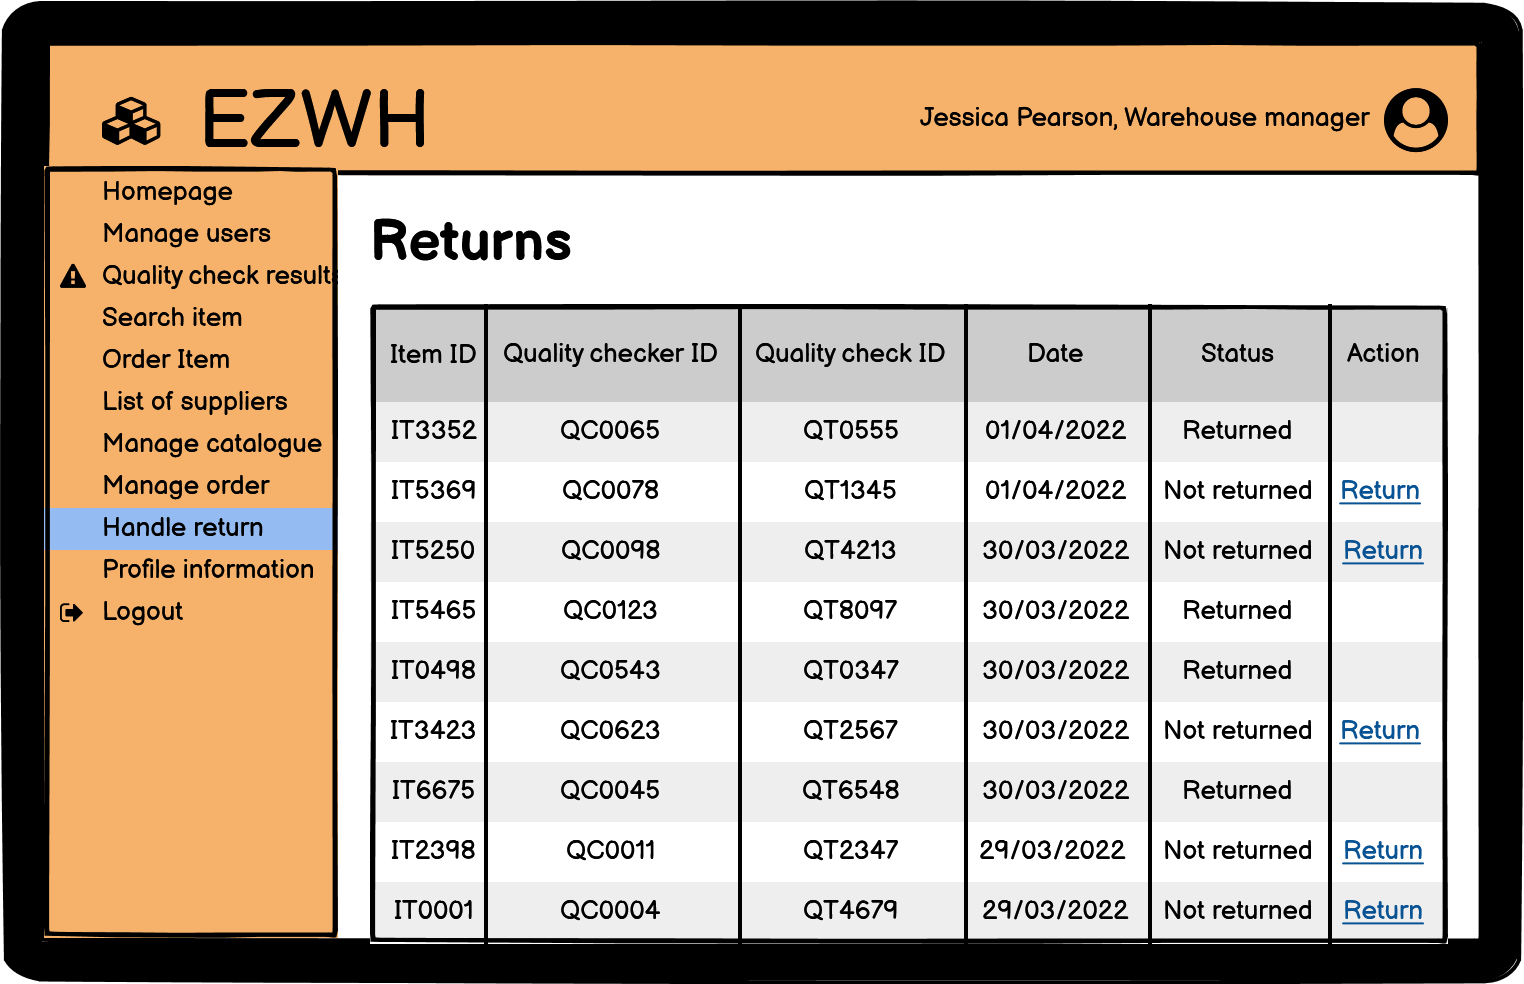 EZWH
Jessica Pearson, Warehouse manager
Homepage
Manage users
Quality check results
Search item
Order Item
List of suppliers
Manage catalogue
Manage order
Handle return
Profile information
Logout
Returns
Item ID Quality checker ID Quality check ID Date Status Action
IT3352 QC0065 QT0555 01/04/2022 Returned
IT5369 QC0078 QT1345 01/04/2022 Not returned Return
IT5250 QC0098 QT4213 30/03/2022 Not returned Return
IT5465 QC0123 QT8097 30/03/2022 Returned
IT0498 QC0543 QT0347 30/03/2022 Returned
IT3423 QC0623 QT2567 30/03/2022 Not returned Return
IT6675 QC0045 QT6548 30/03/2022 Returned
IT2398 QC0011 QT2347 29/03/2022 Not returned Return
IT0001 QC0004 QT4679 29/03/2022 Not returned Return